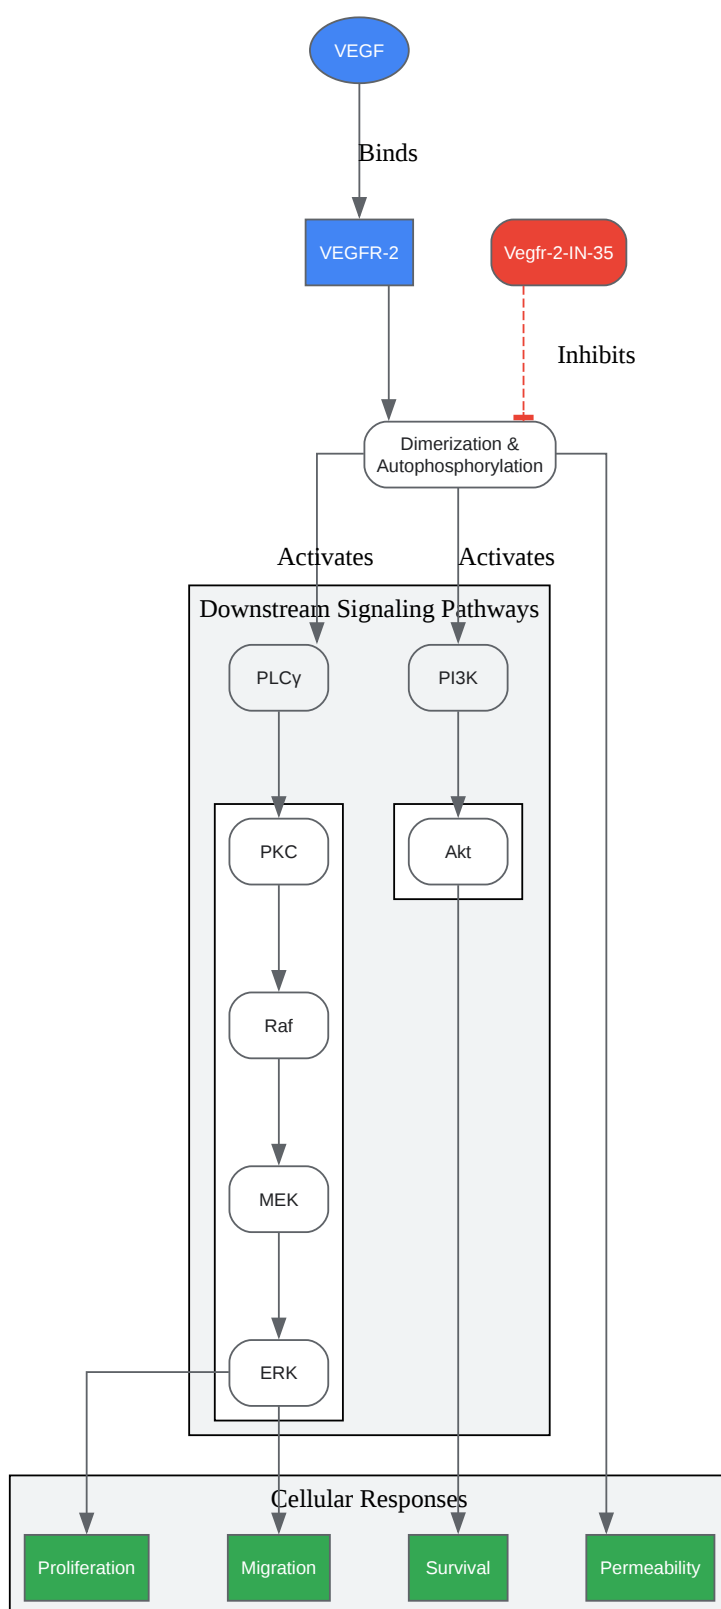 VEGF
Binds
VEGFR-2
Vegfr-2-IN-35
Inhibits
Dimerization &
Autophosphorylation
Activates
Activates
Downstream Signaling Pathways
PLCγ
PI3K
PKC
Akt
Raf
MEK
ERK
Cellular Responses
Proliferation
Migration
Survival
Permeability